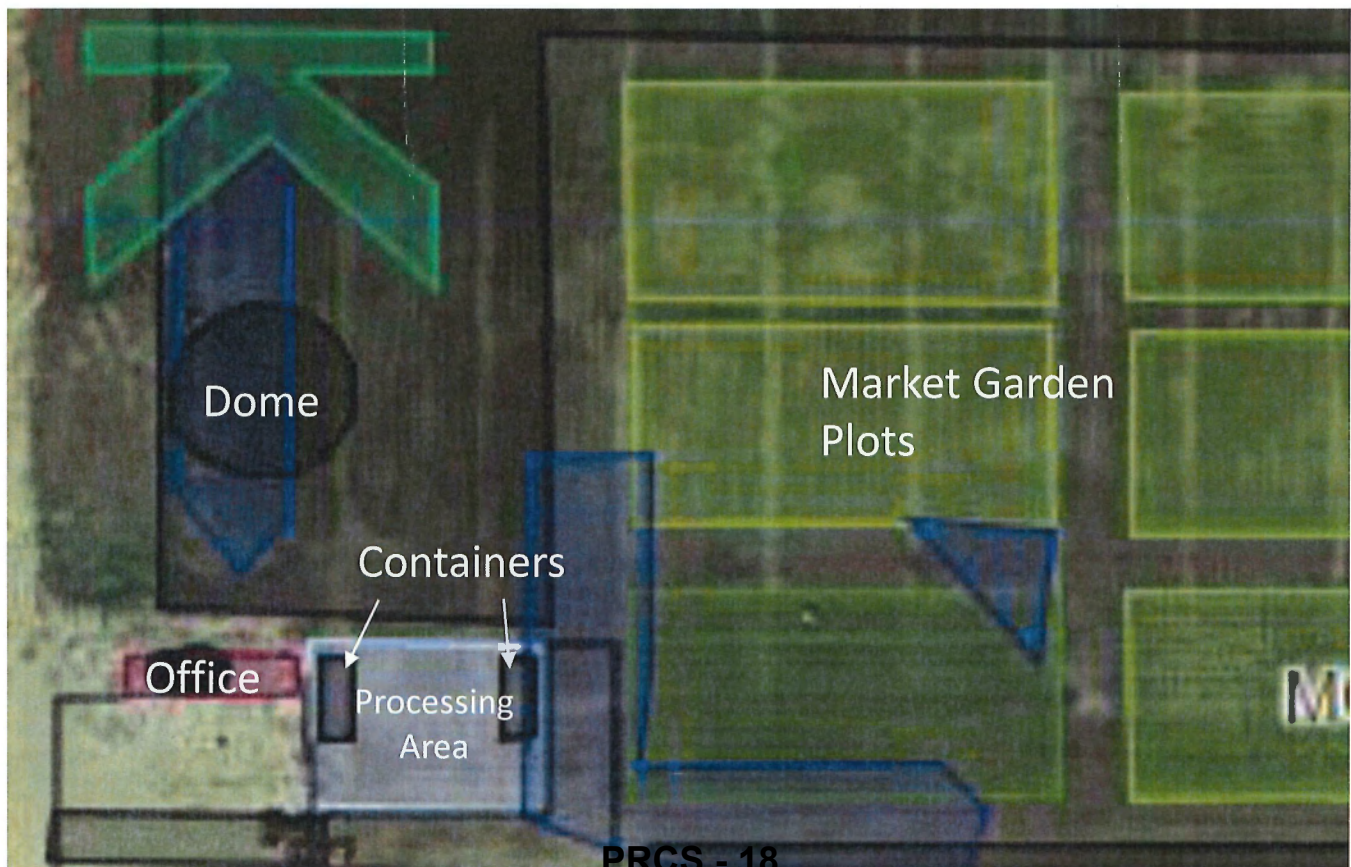 Dome
Market Garden
Plots
Containers
Office
Processing
Area
PRCS - 18